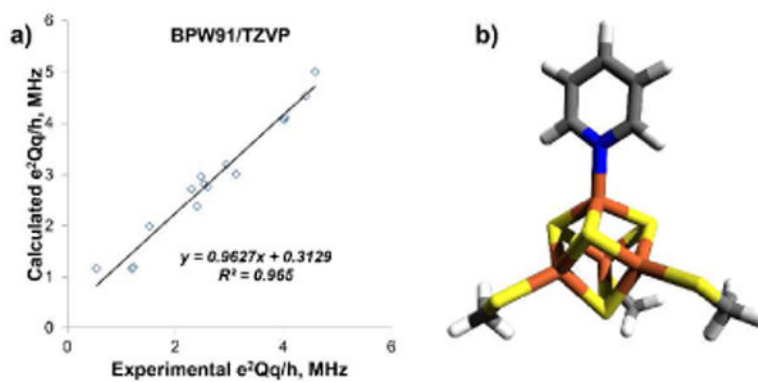 a)
BPW91/TZVP
b)
Calculated e²Qq/h, MHz
6
5
4
3
2
1
0
y = 0.9627x + 0.3129
R² = 0.965
0 2 4 6
Experimental e²Qq/h, MHz